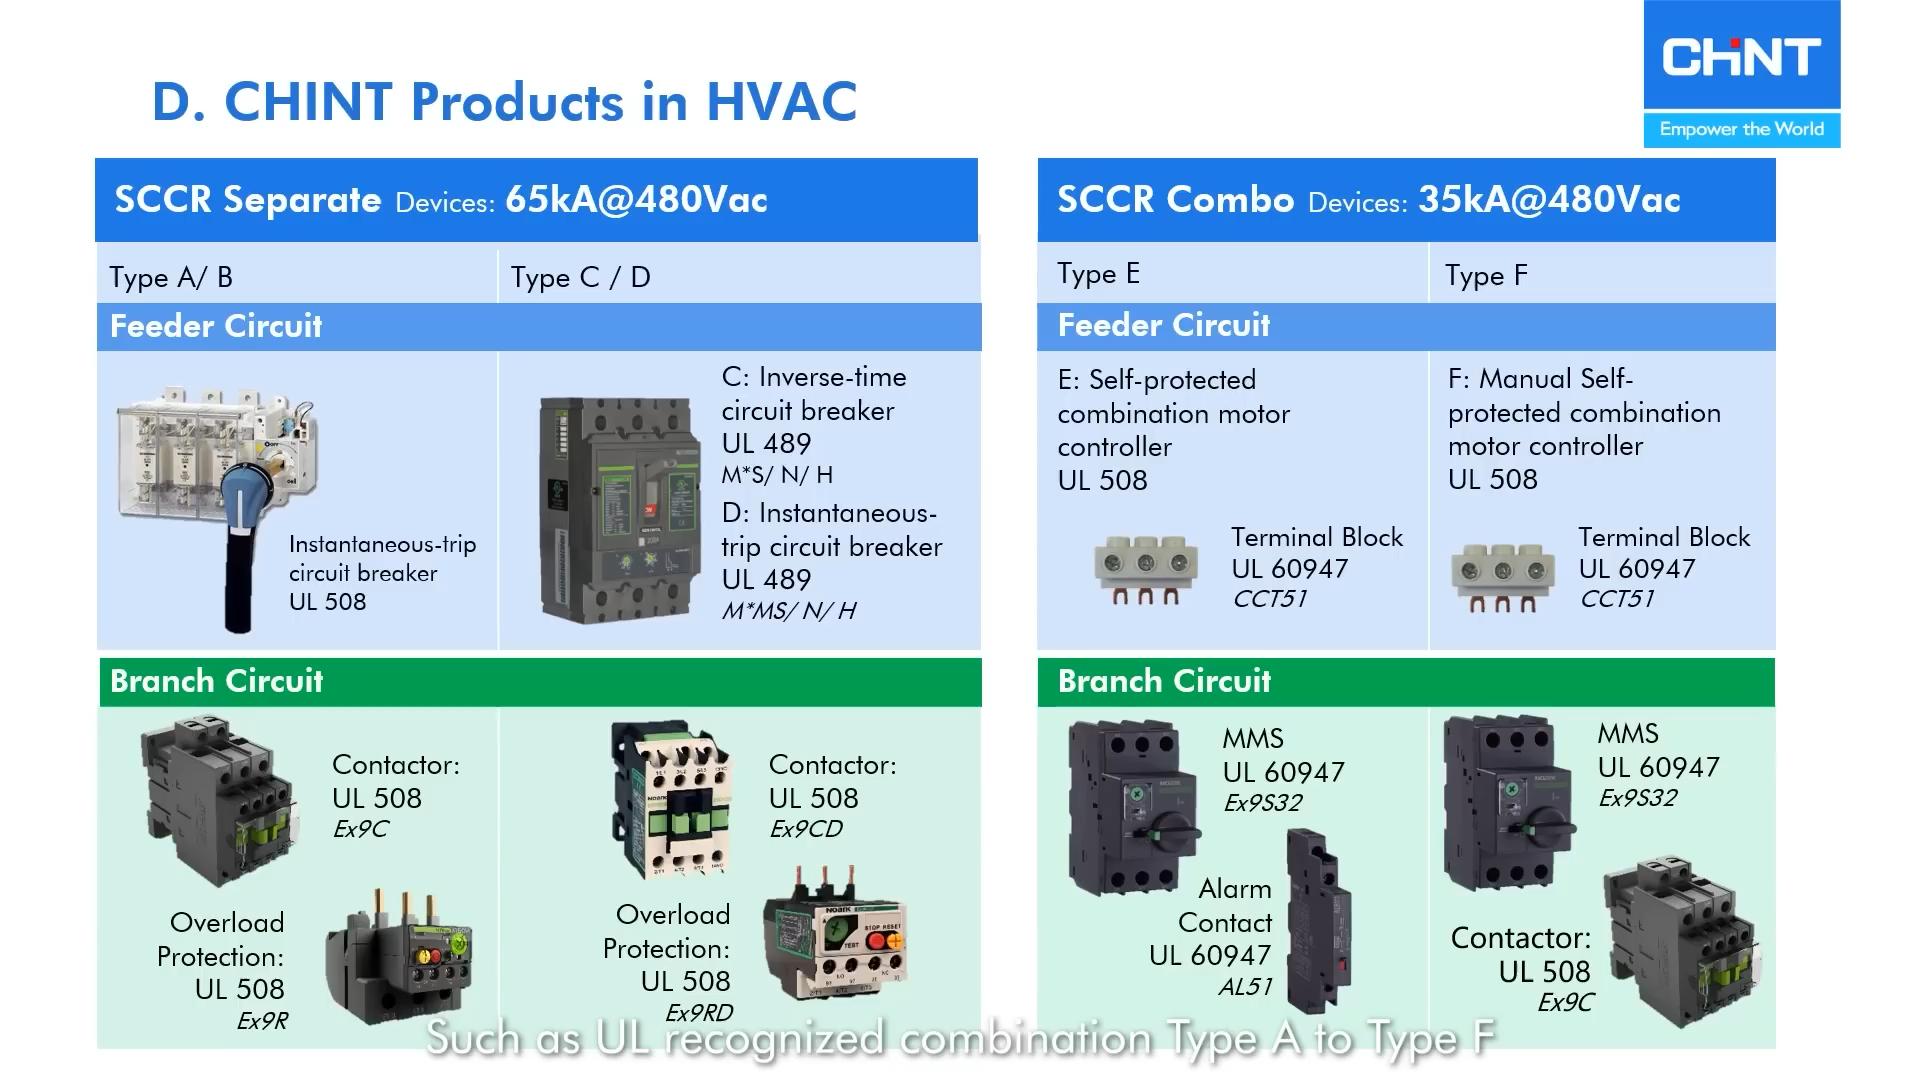 CHINT
Empower the World
D. CHINT Products in HVAC
SCCR Separate Devices: 65kA@480Vac
Type A/ B
Type C / D
Feeder Circuit
Instantaneous-trip
circuit breaker
UL 508
C: Inverse-time
circuit breaker
UL 489
M*S/ N/ H
D: Instantaneous-
trip circuit breaker
UL 489
M*MS/ N/ H
Branch Circuit
Contactor:
UL 508
Ex9C
Overload
Protection:
UL 508
Ex9R
Contactor:
UL 508
Ex9CD
NOARK
Overload
Protection:
UL 508
Ex9RD
NOARK
STOP RESET
TEST
SCCR Combo Devices: 35kA@480Vac
Type E
Type F
Feeder Circuit
E: Self-protected
combination motor
controller
UL 508
Terminal Block
UL 60947
CCT51
F: Manual Self-
protected combination
motor controller
UL 508
Terminal Block
UL 60947
CCT51
Branch Circuit
MMS
UL 60947
Ex9S32
Alarm
Contact
UL 60947
AL51
MMS
UL 60947
Ex9S32
Contactor:
UL 508
Ex9C
Such as UL recognized combination Type A to Type F